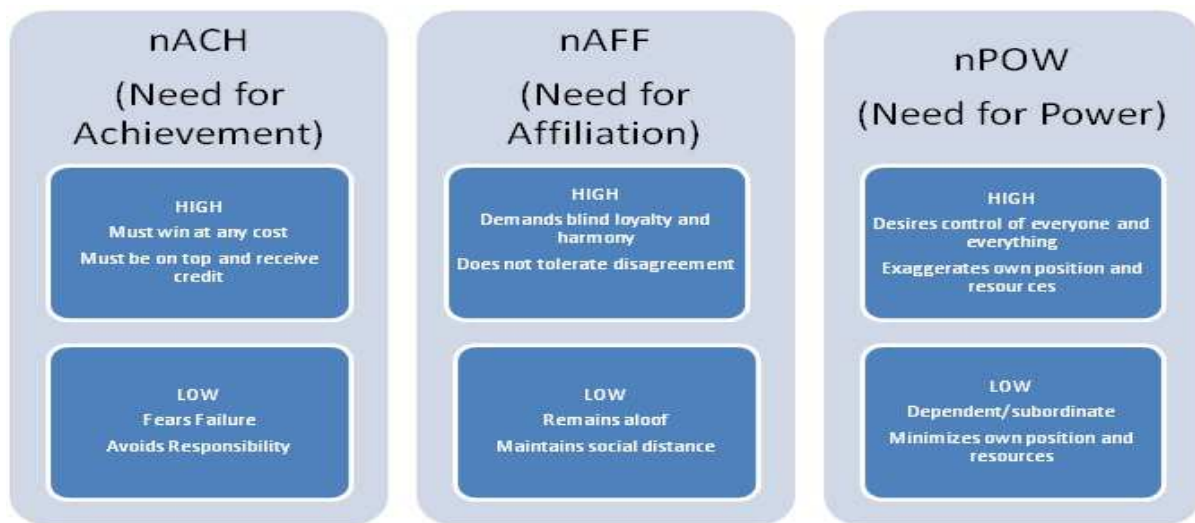 nACH
(Need for
Achievement)
HIGH
Must win at any cost
Must be on top and receive
credit
LOW
Fears Failure
Avoids Responsibility
nAFF
(Need for
Affiliation)
HIGH
Demands blind loyalty and
harmony
Does not tolerate disagreement
LOW
Remains aloof
Maintains social distance
nPOW
(Need for Power)
HIGH
Desires control of everyone and
everything
Exaggerates own position and
resources
LOW
Dependent/subordinate
Minimizes own position and
resources